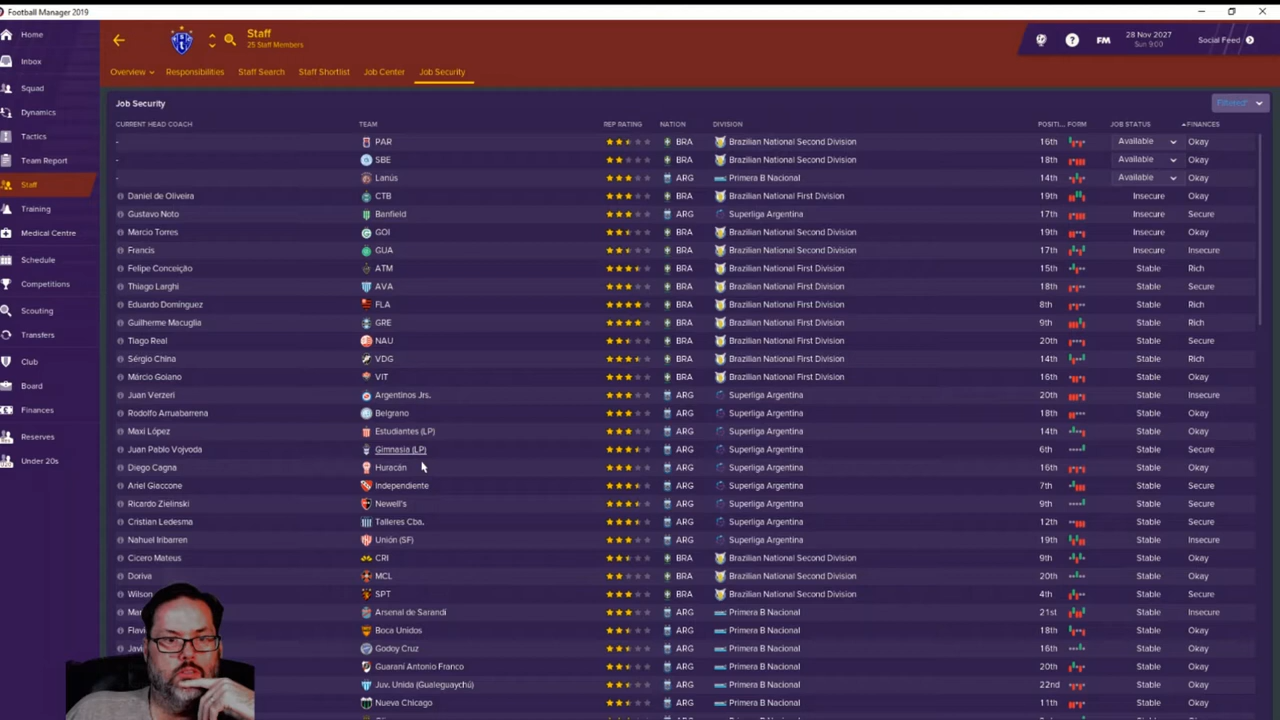 Football Manager 2019
Home
Inbox
Squad
Dynamics
Tactics
Team Report
Staff
Training
Medical Centre
Schedule
Competitions
Scouting
Transfers
Club
Board
Finances
Reserves
Under 20s
Staff
25 Staff Members
FM
28 Nov 2027
Sun 9:00
Social Feed
Overview Responsibilities Staff Search Staff Shortlist Job Center Job Security
Job Security
Filtered
CURRENT HEAD COACH TEAM REP RATING NATION DIVISION POSITI... FORM JOB STATUS FINANCES
- PAR BRA Brazilian National Second Division 16th Available Okay
- SBE BRA Brazilian National Second Division 18th Available Okay
- Lanús ARG Primera B Nacional 14th Available Okay
Daniel de Oliveira CTB BRA Brazilian National First Division 19th Insecure Okay
Gustavo Noto Banfield ARG Superliga Argentina 17th Insecure Secure
Marcio Torres GOI BRA Brazilian National Second Division 19th Insecure Okay
Francis GUA BRA Brazilian National Second Division 17th Insecure Insecure
Felipe Conceição ATM BRA Brazilian National First Division 15th Stable Rich
Thiago Larghi AVA BRA Brazilian National First Division 18th Stable Secure
Eduardo Domínguez FLA BRA Brazilian National First Division 8th Stable Rich
Guilherme Macuglia GRE BRA Brazilian National First Division 9th Stable Rich
Tiago Real NAU BRA Brazilian National First Division 20th Stable Secure
Sérgio China VDG BRA Brazilian National First Division 14th Stable Rich
Márcio Goiano VIT BRA Brazilian National First Division 16th Stable Okay
Juan Verzeri Argentinos Jrs. ARG Superliga Argentina 20th Stable Insecure
Rodolfo Arruabarrena Belgrano ARG Superliga Argentina 18th Stable Okay
Maxi López Estudiantes (LP) ARG Superliga Argentina 14th Stable Okay
Juan Pablo Vojvoda Gimnasia (LP) ARG Superliga Argentina 6th Stable Secure
Diego Cagna Huracán ARG Superliga Argentina 16th Stable Okay
Ariel Giaccone Independiente ARG Superliga Argentina 7th Stable Secure
Ricardo Zielinski Newell's ARG Superliga Argentina 9th Stable Secure
Cristian Ledesma Talleres Cba. ARG Superliga Argentina 12th Stable Secure
Nahuel Iribarren Unión (SF) ARG Superliga Argentina 19th Stable Insecure
Cicero Mateus CRI BRA Brazilian National Second Division 9th Stable Okay
Doriva MCL BRA Brazilian National Second Division 20th Stable Okay
Wilson SPT BRA Brazilian National Second Division 4th Stable Secure
Arsenal de Sarandí ARG Primera B Nacional 21st Stable Insecure
Boca Unidos ARG Primera B Nacional 18th Stable Okay
Godoy Cruz ARG Primera B Nacional 16th Stable Okay
Guaraní Antonio Franco ARG Primera B Nacional 20th Stable Okay
Juv. Unida (Gualeguaychú) ARG Primera B Nacional 22nd Stable Okay
Nueva Chicago ARG Primera B Nacional 11th Stable Okay